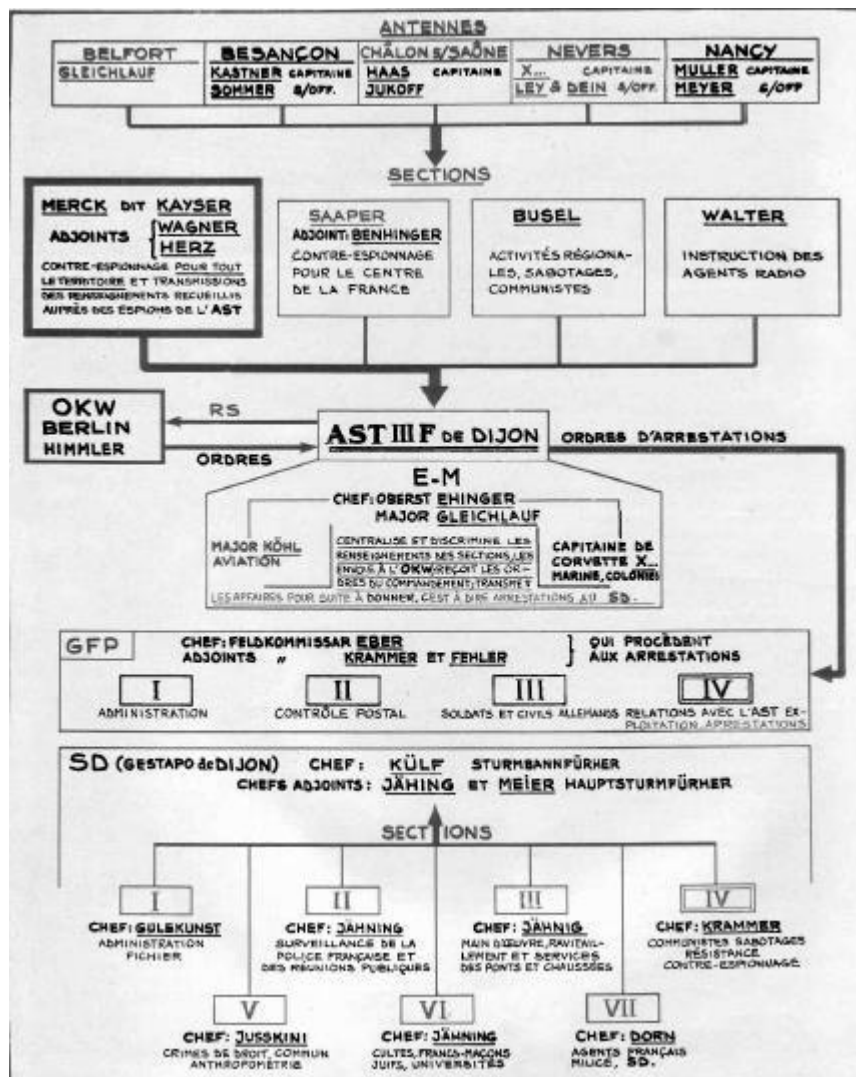 ANTENNES
BELFORT
GLEICHLAUF
BESANÇON
KASTNER CAPITAINE
SOMMER S/OFF.
CHÂLON S/SAÔNE
HAAS CAPITAINE
JUKOFF
NEVERS
X... CAPITAINE
LEY & DEIN S/OFF.
NANCY
MULLER CAPITAINE
MEYER S/OFF
SECTIONS
MERCK DIT KAYSER
ADJOINTS { WAGNER
HERZ
CONTRE-ESPIONNAGE POUR TOUT
LE TERRITOIRE ET TRANSMISSIONS
DES RENSEIGNEMENTS RECUEILLIS
AUPRÈS DES ESPIONS DE L'AST
SAAPER
ADJOINT: BENHINGER
CONTRE-ESPIONNAGE
POUR LE CENTRE
DE LA FRANCE
BUSEL
ACTIVITÉS RÉGIONA-
LES, SABOTAGES,
COMMUNISTES
WALTER
INSTRUCTION DES
AGENTS RADIO
OKW
BERLIN
HIMMLER
RS
ORDRES
AST III F DE DIJON
ORDRES D'ARRESTATIONS
E-M
CHEF: OBERST EHINGER
MAJOR GLEICHLAUF
MAJOR KÖHL
AVIATION
CENTRALISE ET DISCRIMINE LES
RENSEIGNEMENTS DES SECTIONS, LES
ENVOIS À L'OKW, REÇOIT LES OR-
DRES DU COMMANDEMENT, TRANSMET
LES AFFAIRES POUR SUITE À DONNER, C'EST À DIRE ARRESTATIONS AU SD.
CAPITAINE DE
CORVETTE X...
MARINE, COLONIES
GFP
CHEF: FELDKOMMISSAR EBER
ADJOINTS " KRAMMER ET FEHLER
} QUI PROCÈDENT
AUX ARRESTATIONS
I
ADMINISTRATION
II
CONTRÔLE POSTAL
III
SOLDATS ET CIVILS ALLEMANDS
IV
RELATIONS AVEC L'AST EX-
PLOITATION ARRESTATIONS
SD (GESTAPO de DIJON) CHEF: KÜLF STURMBANNFÜRHER
CHEFS ADJOINTS: JÄHING ET MEIER HAUPTSTURMFÜRHER
SECTIONS
I
CHEF: GULEKUNST
ADMINISTRATION
FICHIER
II
CHEF: JÄHNING
SURVEILLANCE DE LA
POLICE FRANÇAISE ET
DES RÉUNIONS PUBLIQUES
III
CHEF: JÄHNIG
MAIN D'ŒUVRE, RAVITAIL-
LEMENT ET SERVICES
DES PONTS ET CHAUSSÉES
IV
CHEF: KRAMMER
COMMUNISTES SABOTAGES
RÉSISTANCE
CONTRE-ESPIONNAGE
V
CHEF: JUSSKINI
CRIMES DE DROIT, COMMUN
ANTHROPOMÉTRIE
VI
CHEF: JÄHNING
CULTES, FRANCS-MAÇONS
JUIFS, UNIVERSITÉS
VII
CHEF: DORN
AGENTS FRANÇAIS
MILICE, SD.